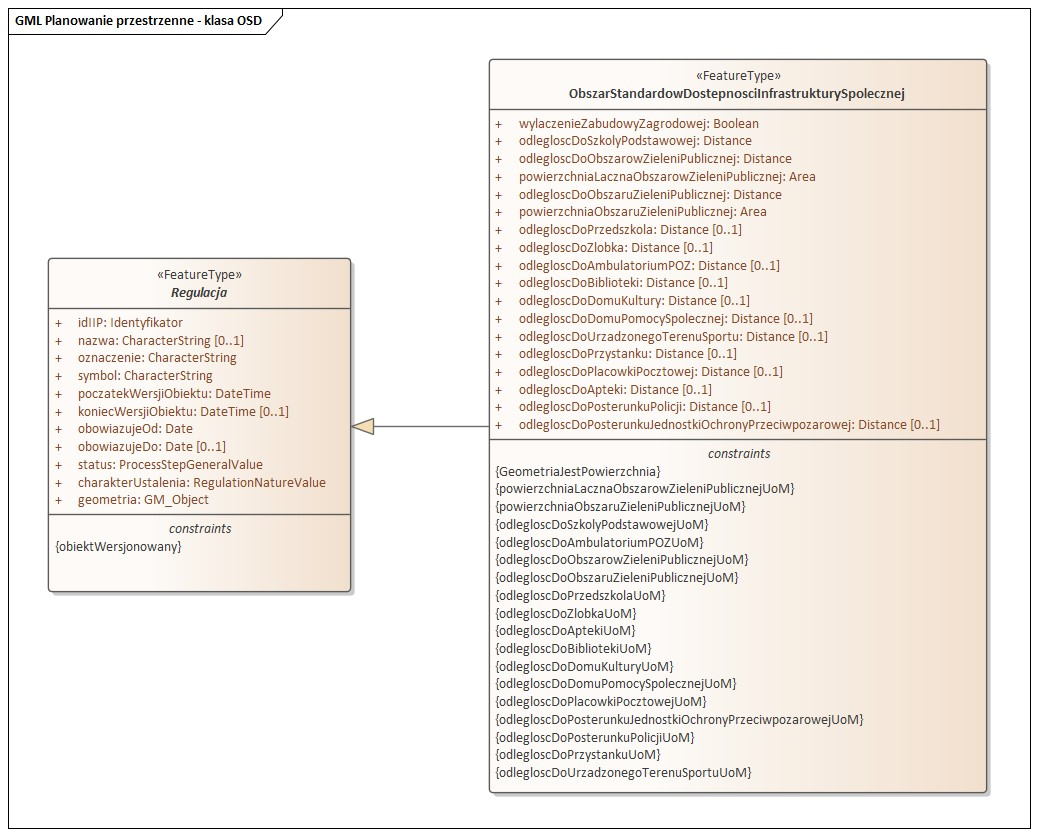 GML Planowanie przestrzenne - klasa OSD
«FeatureType»
Regulacja
+ idIIP: Identyfikator
+ nazwa: CharacterString [0..1]
+ oznaczenie: CharacterString
+ symbol: CharacterString
+ poczatekWersjiObiektu: DateTime
+ koniecWersjiObiektu: DateTime [0..1]
+ obowiazujeOd: Date
+ obowiazujeDo: Date [0..1]
+ status: ProcessStepGeneralValue
+ charakterUstalenia: RegulationNatureValue
+ geometria: GM_Object
constraints
{obiektWersjonowany}
«FeatureType»
ObszarStandardowDostepnosciInfrastrukturySpolecznej
+ wylaczenieZabudowyZagrodowej: Boolean
+ odlegloscDoSzkolyPodstawowej: Distance
+ odlegloscDoObszarowZieleniPublicznej: Distance
+ powierzchniaLacznaObszarowZieleniPublicznej: Area
+ odlegloscDoObszaruZieleniPublicznej: Distance
+ powierzchniaObszaruZieleniPublicznej: Area
+ odlegloscDoPrzedszkola: Distance [0..1]
+ odlegloscDoZlobka: Distance [0..1]
+ odlegloscDoAmbulatoriumPOZ: Distance [0..1]
+ odlegloscDoBiblioteki: Distance [0..1]
+ odlegloscDoDomuKultury: Distance [0..1]
+ odlegloscDoDomuPomocySpolecznej: Distance [0..1]
+ odlegloscDoUrzadzonegoTerenuSportu: Distance [0..1]
+ odlegloscDoPrzystanku: Distance [0..1]
+ odlegloscDoPlacowkiPocztowej: Distance [0..1]
+ odlegloscDoApteki: Distance [0..1]
+ odlegloscDoPosterunkuPolicji: Distance [0..1]
+ odlegloscDoPosterunkuJednostkiOchronyPrzeciwpozarowej: Distance [0..1]
constraints
{GeometriaJestPowierzchnia}
{powierzchniaLacznaObszarowZieleniPublicznejUoM}
{powierzchniaObszaruZieleniPublicznejUoM}
{odlegloscDoSzkolyPodstawowejUoM}
{odlegloscDoAmbulatoriumPOZUoM}
{odlegloscDoObszarowZieleniPublicznejUoM}
{odlegloscDoObszaruZieleniPublicznejUoM}
{odlegloscDoPrzedszkolaUoM}
{odlegloscDoZlobkaUoM}
{odlegloscDoAptekiUoM}
{odlegloscDoBibliotekiUoM}
{odlegloscDoDomuKulturyUoM}
{odlegloscDoDomuPomocySpolecznejUoM}
{odlegloscDoPlacowkiPocztowejUoM}
{odlegloscDoPosterunkuJednostkiOchronyPrzeciwpozarowejUoM}
{odlegloscDoPosterunkuPolicjiUoM}
{odlegloscDoPrzystankuUoM}
{odlegloscDoUrzadzonegoTerenuSportuUoM}